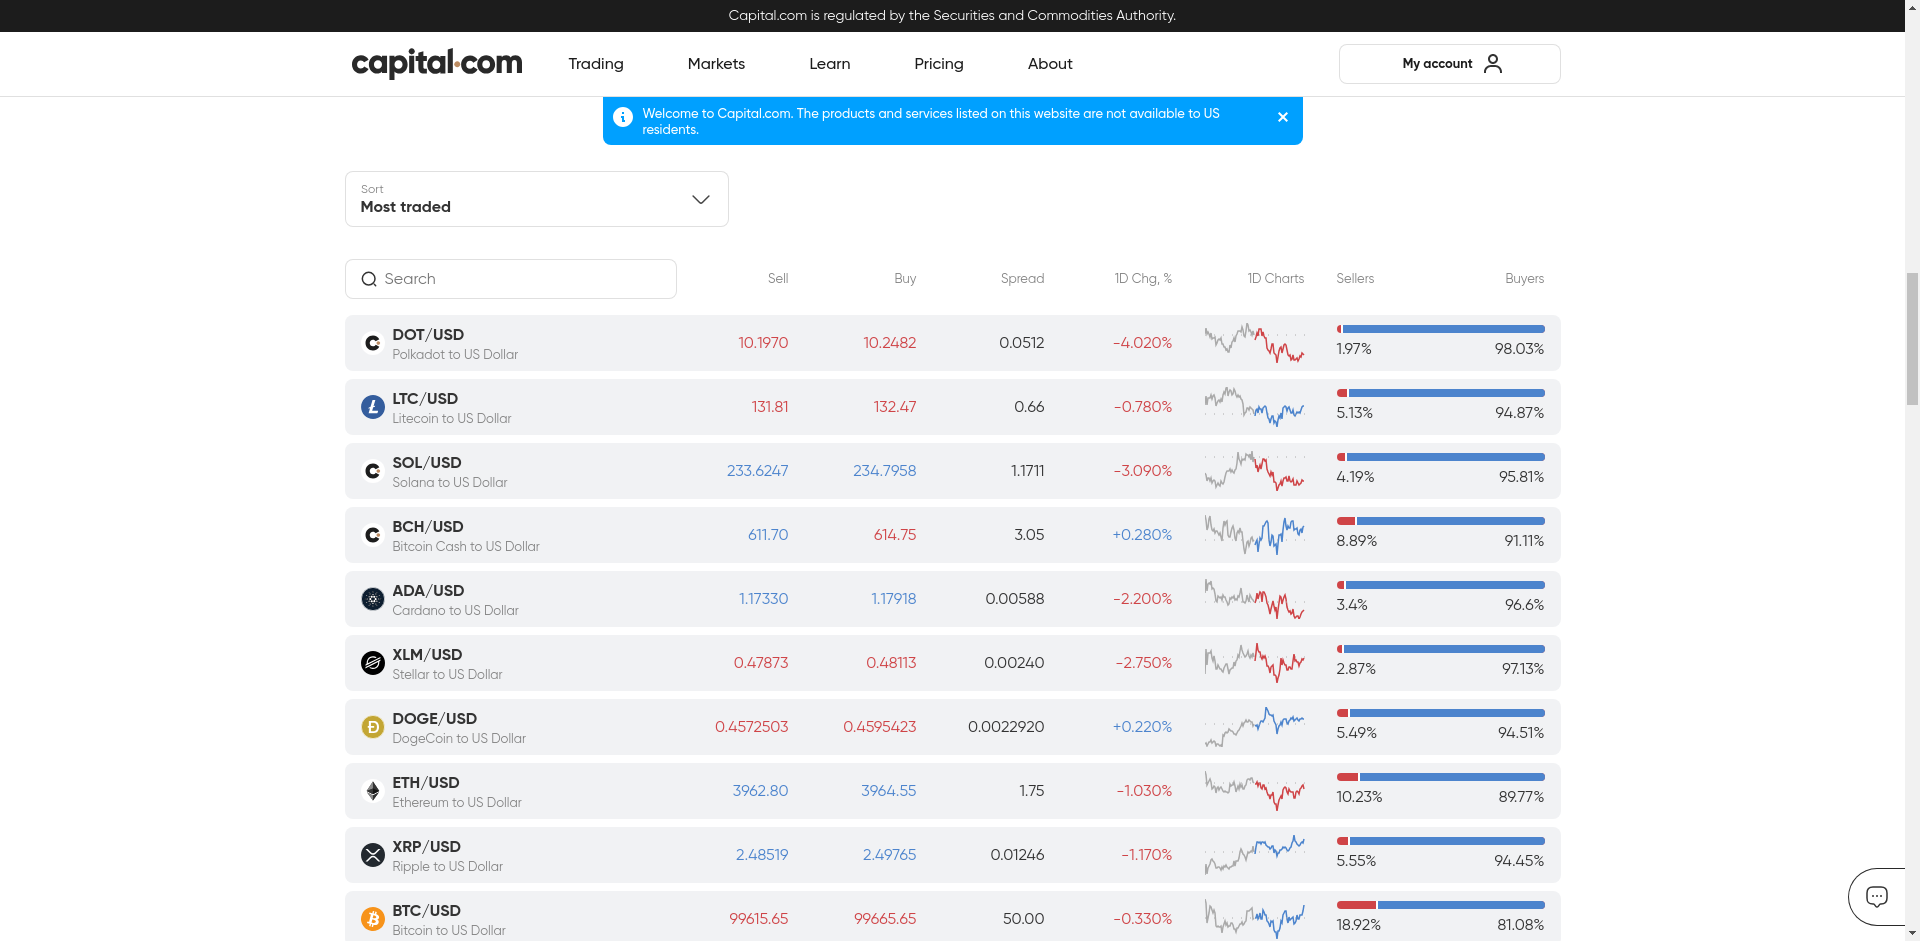 Capital.com is regulated by the Securities and Commodities Authority.
capital.com Trading Markets Learn Pricing About My account
Welcome to Capital.com. The products and services listed on this website are not available to US
residents.
Sort
Most traded
Search Sell Buy Spread 1D Chg, % 1D Charts Sellers Buyers
DOT/USD 10.1970 10.2482 0.0512 -4.020%
Polkadot to US Dollar 1.97% 98.03%
LTC/USD 131.81 132.47 0.66 -0.780%
Litecoin to US Dollar 5.13% 94.87%
SOL/USD 233.6247 234.7958 1.1711 -3.090%
Solana to US Dollar 4.19% 95.81%
BCH/USD 611.70 614.75 3.05 +0.280%
Bitcoin Cash to US Dollar 8.89% 91.11%
ADA/USD 1.17330 1.17918 0.00588 -2.200%
Cardano to US Dollar 3.4% 96.6%
XLM/USD 0.47873 0.48113 0.00240 -2.750%
Stellar to US Dollar 2.87% 97.13%
DOGE/USD 0.4572503 0.4595423 0.0022920 +0.220%
DogeCoin to US Dollar 5.49% 94.51%
ETH/USD 3962.80 3964.55 1.75 -1.030%
Ethereum to US Dollar 10.23% 89.77%
XRP/USD 2.48519 2.49765 0.01246 -1.170%
Ripple to US Dollar 5.55% 94.45%
BTC/USD 99615.65 99665.65 50.00 -0.330%
Bitcoin to US Dollar 18.92% 81.08%